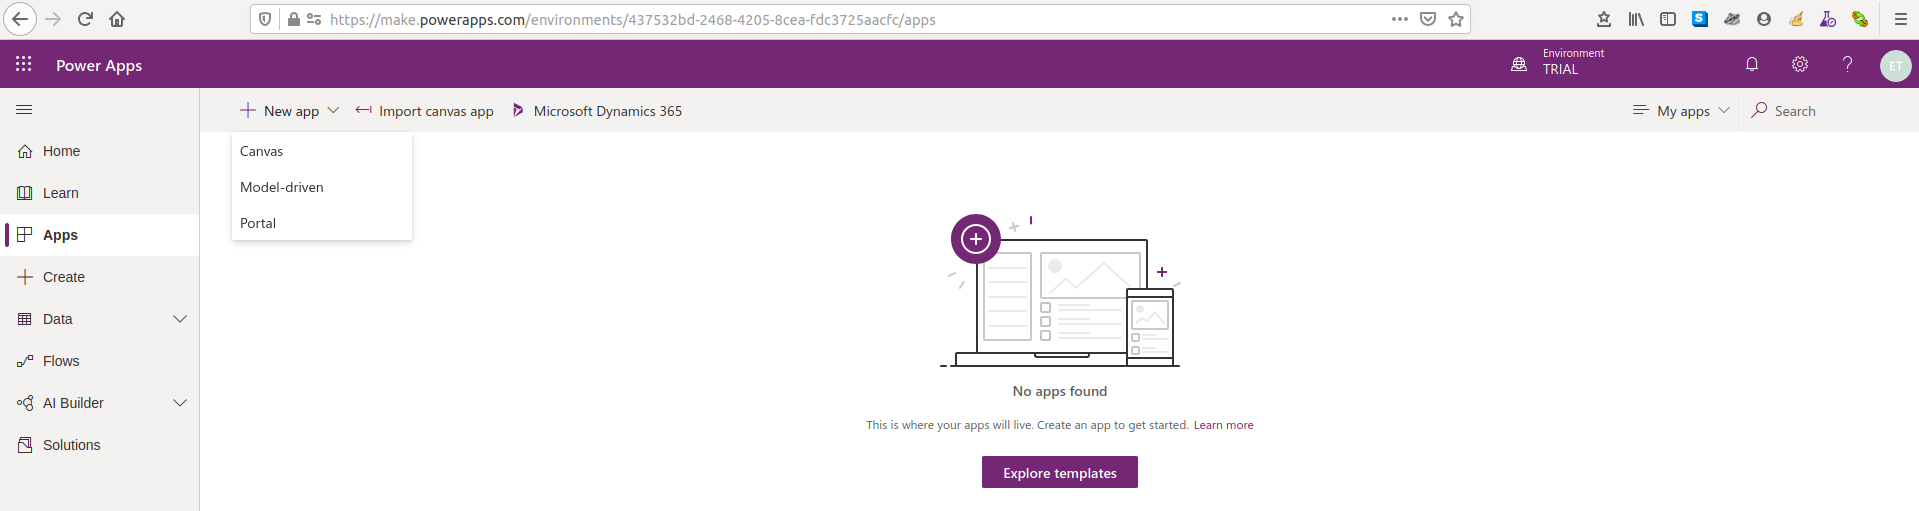 https://make.powerapps.com/environments/437532bd-2468-4205-8cea-fdc3725aacfc/apps
Power Apps
Environment
TRIAL
ET
New app
Import canvas app
Microsoft Dynamics 365
My apps
Search
Canvas
Model-driven
Portal
Home
Learn
Apps
Create
Data
Flows
AI Builder
Solutions
No apps found
This is where your apps will live. Create an app to get started. Learn more
Explore templates